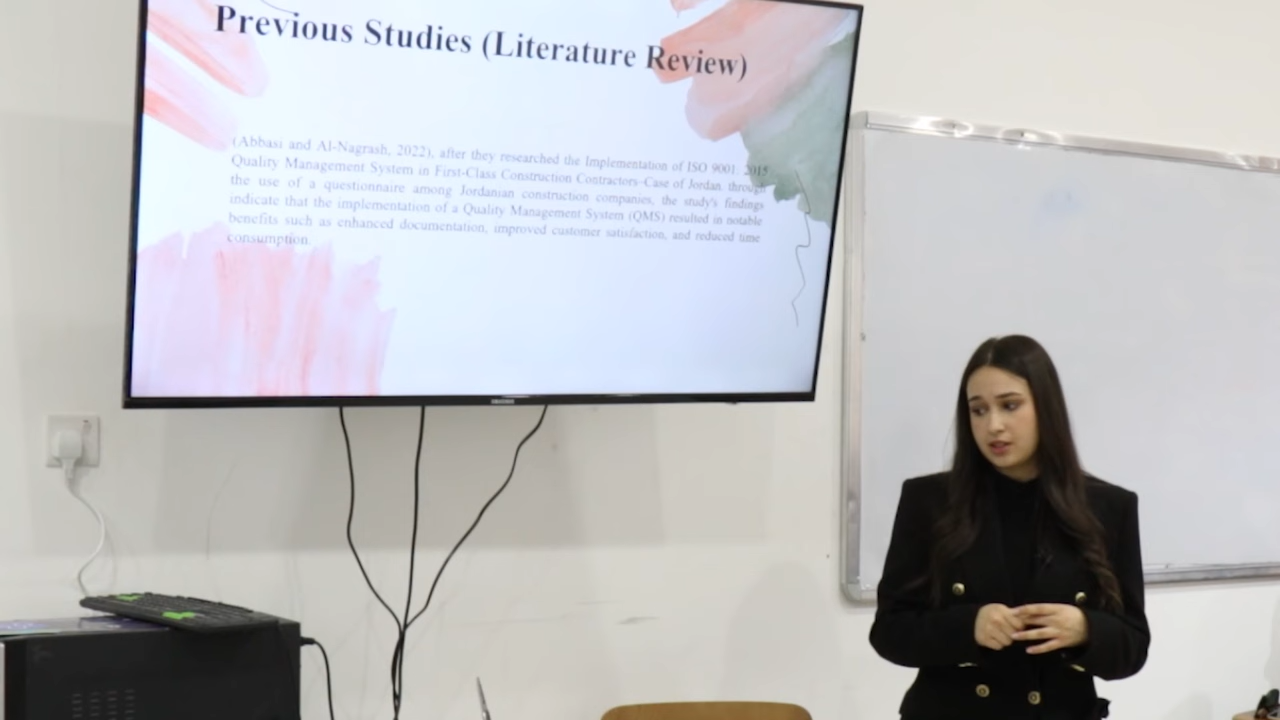 Previous Studies (Literature Review)
(Abbasi and Al-Nagrash, 2022), after they researched the Implementation of ISO 9001. 2015
Quality Management System in First-Class Construction Contractors–Case of Jordan. through
the use of a questionnaire among Jordanian construction companies, the study's findings
indicate that the implementation of a Quality Management System (QMS) resulted in notable
benefits such as enhanced documentation, improved customer satisfaction, and reduced time
consumption.